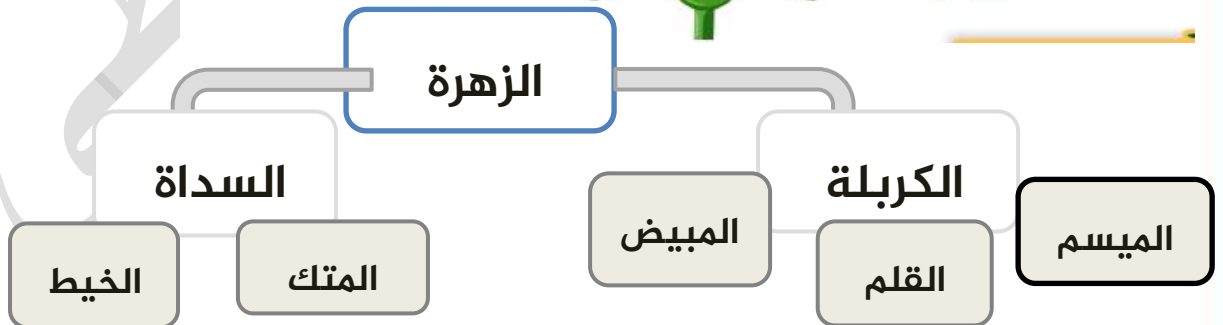 الزهرة
الكربلة
السداة
الميسم
القلم
المبيض
المتك
الخيط